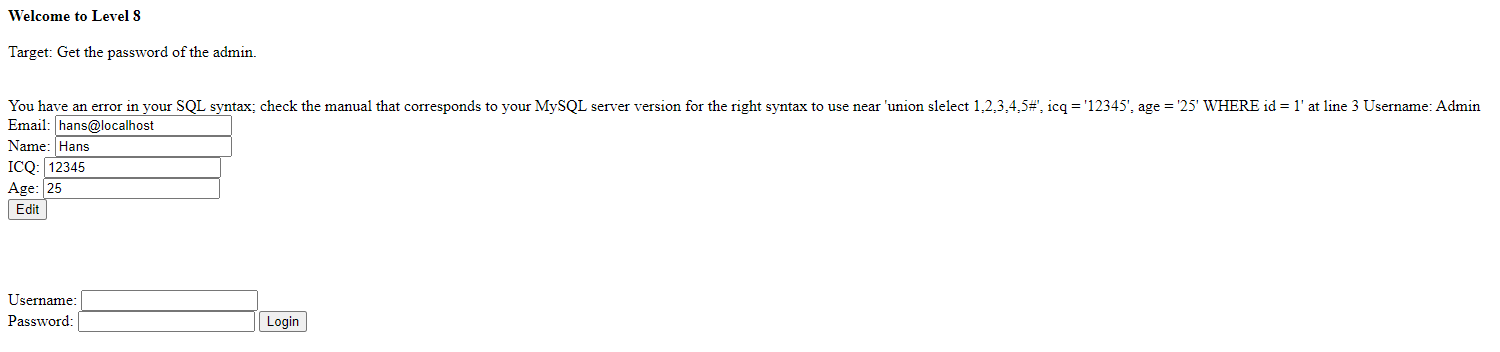 Welcome to Level 8
Target: Get the password of the admin.
You have an error in your SQL syntax; check the manual that corresponds to your MySQL server version for the right syntax to use near 'union slelect 1,2,3,4,5#', icq = '12345', age = '25' WHERE id = 1' at line 3 Username: Admin
Email: hans@localhost
Name: Hans
ICQ: 12345
Age: 25
Edit
Username:
Password: Login